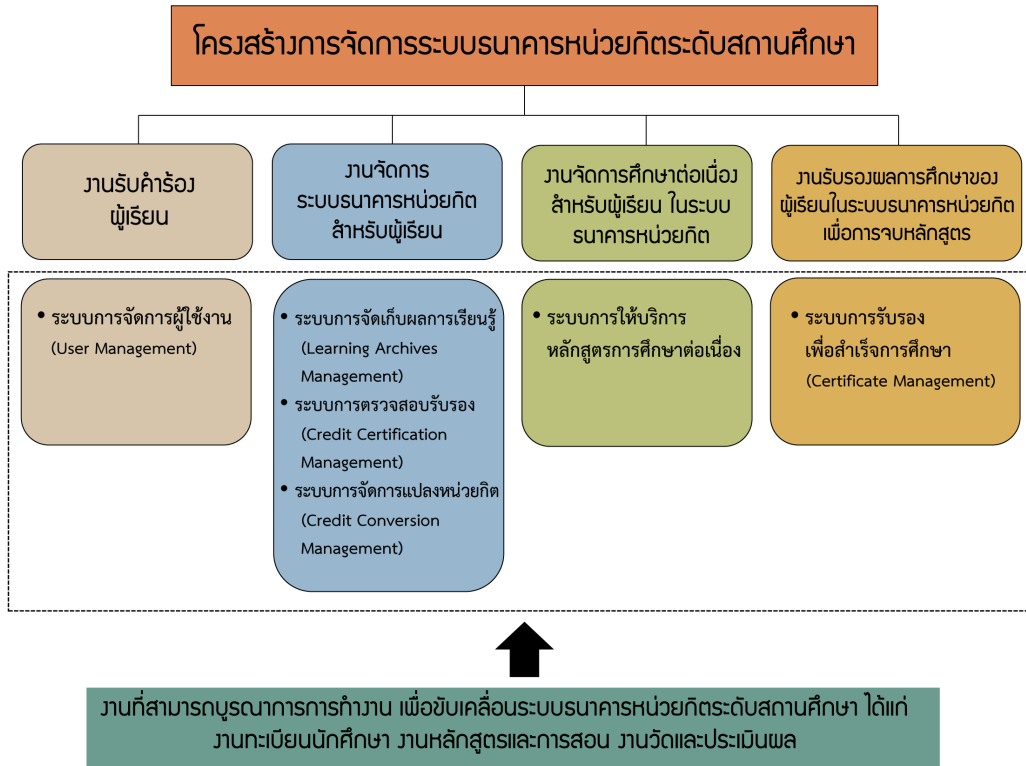 โครงสร้างการจัดการระบบธนาคารหน่วยกิตระดับสถานศึกษา
งานรับคำร้อง
ผู้เรียน
งานจัดการ
ระบบธนาคารหน่วยกิต
สำหรับผู้เรียน
งานจัดการศึกษาต่อเนื่อง
สำหรับผู้เรียน ในระบบ
ธนาคารหน่วยกิต
งานรับรองผลการศึกษาของ
ผู้เรียนในระบบธนาคารหน่วยกิต
เพื่อการจบหลักสูตร
• ระบบการจัดการผู้ใช้งาน
(User Management)
• ระบบการจัดเก็บผลการเรียนรู้
(Learning Archives
Management)
• ระบบการตรวจสอบรับรอง
(Credit Certification
Management)
• ระบบการจัดการแปลงหน่วยกิต
(Credit Conversion
Management)
• ระบบการให้บริการ
หลักสูตรการศึกษาต่อเนื่อง
• ระบบการรับรอง
เพื่อสำเร็จการศึกษา
(Certificate Management)
งานที่สามารถบูรณาการการทำงาน เพื่อขับเคลื่อนระบบธนาคารหน่วยกิตระดับสถานศึกษา ได้แก่
งานทะเบียนนักศึกษา งานหลักสูตรและการสอน งานวัดและประเมินผล